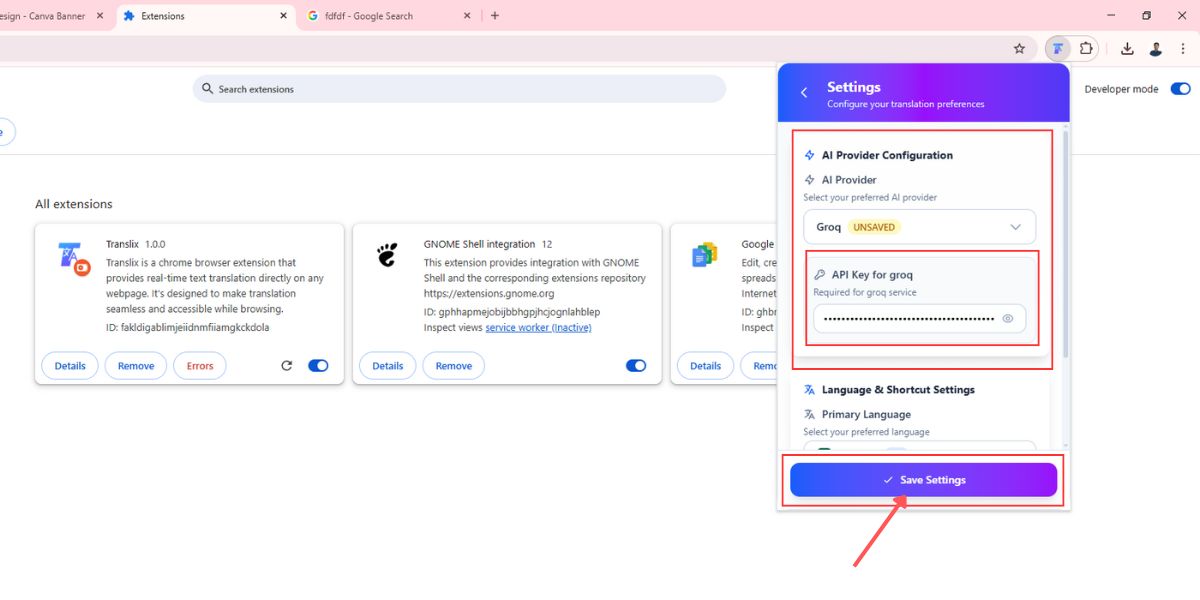 esign - Canva Banner
Extensions
fdfdf - Google Search
Search extensions
Developer mode
All extensions
Translix 1.0.0
Translix is a chrome browser extension that
provides real-time text translation directly on any
webpage. It's designed to make translation
seamless and accessible while browsing.
ID: fakldigablimjeiidnmfiiamgkckdola
Details
Remove
Errors
GNOME Shell integration 12
This extension provides integration with GNOME
Shell and the corresponding extensions repository
https://extensions.gnome.org
ID: gphhapmejobijbbhgpjhcjognlahblep
Inspect views service worker (Inactive)
Details
Remove
Google
Edit, cre
spreads
Internet
ID: ghbr
Inspect
Details
Remo
Settings
Configure your translation preferences
AI Provider Configuration
AI Provider
Select your preferred AI provider
Groq UNSAVED
API Key for groq
Required for groq service
Language & Shortcut Settings
Primary Language
Select your preferred language
Save Settings